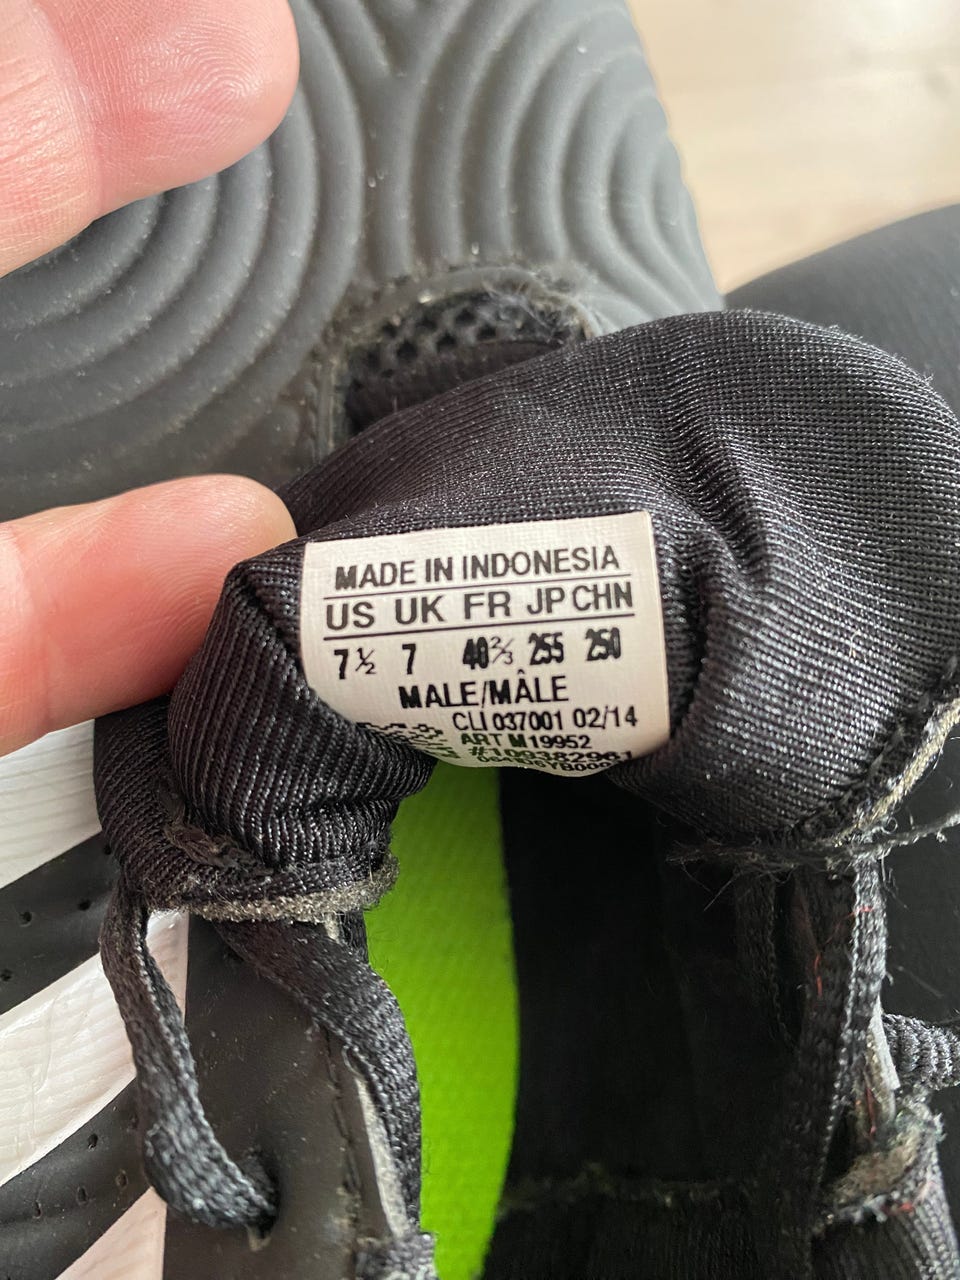 MADE IN INDONESIA
US UK FR JP CHN
7½ 7 40⅔ 255 250
MALE/MÂLE
CLI 037001 02/14
ART M19952
#109382961